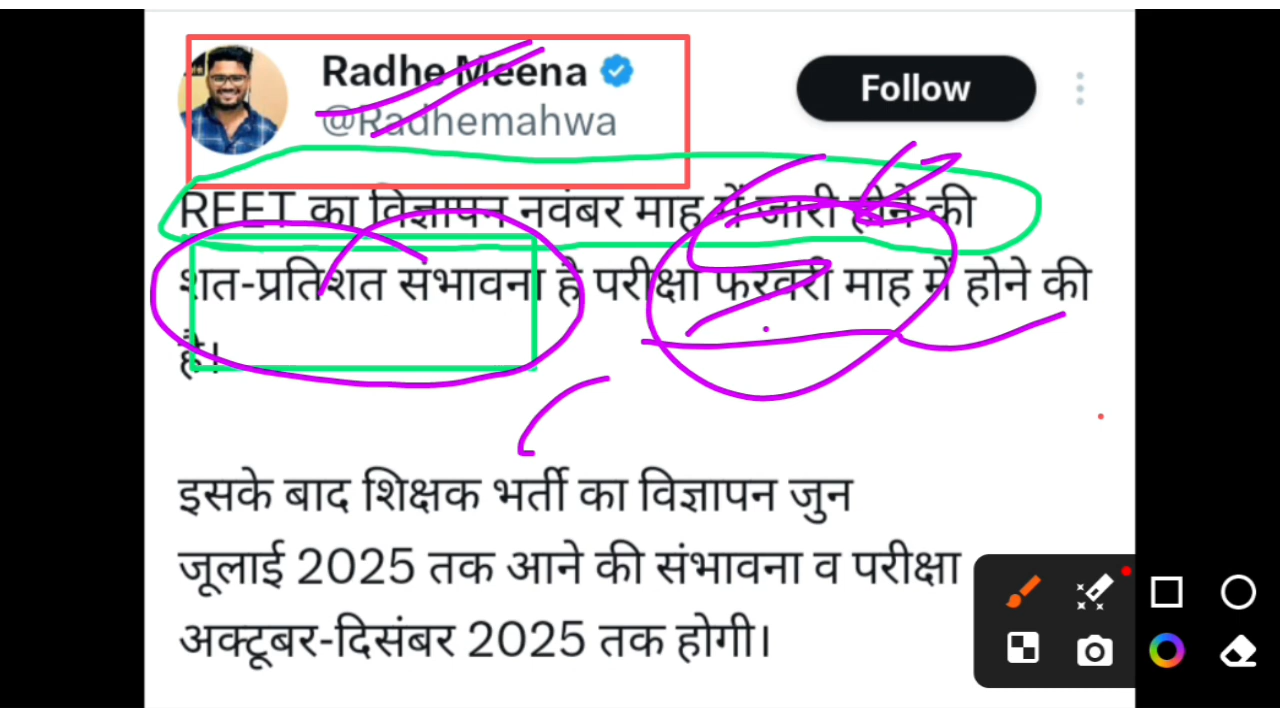 Radhe Meena
@Radhemahwa
Follow
REET का विज्ञापन नवंबर माह में जारी होने की
शत-प्रतिशत संभावना है परीक्षा फरवरी माह में होने की
है।
इसके बाद शिक्षक भर्ती का विज्ञापन जुन
जूलाई 2025 तक आने की संभावना व परीक्षा
अक्टूबर-दिसंबर 2025 तक होगी।